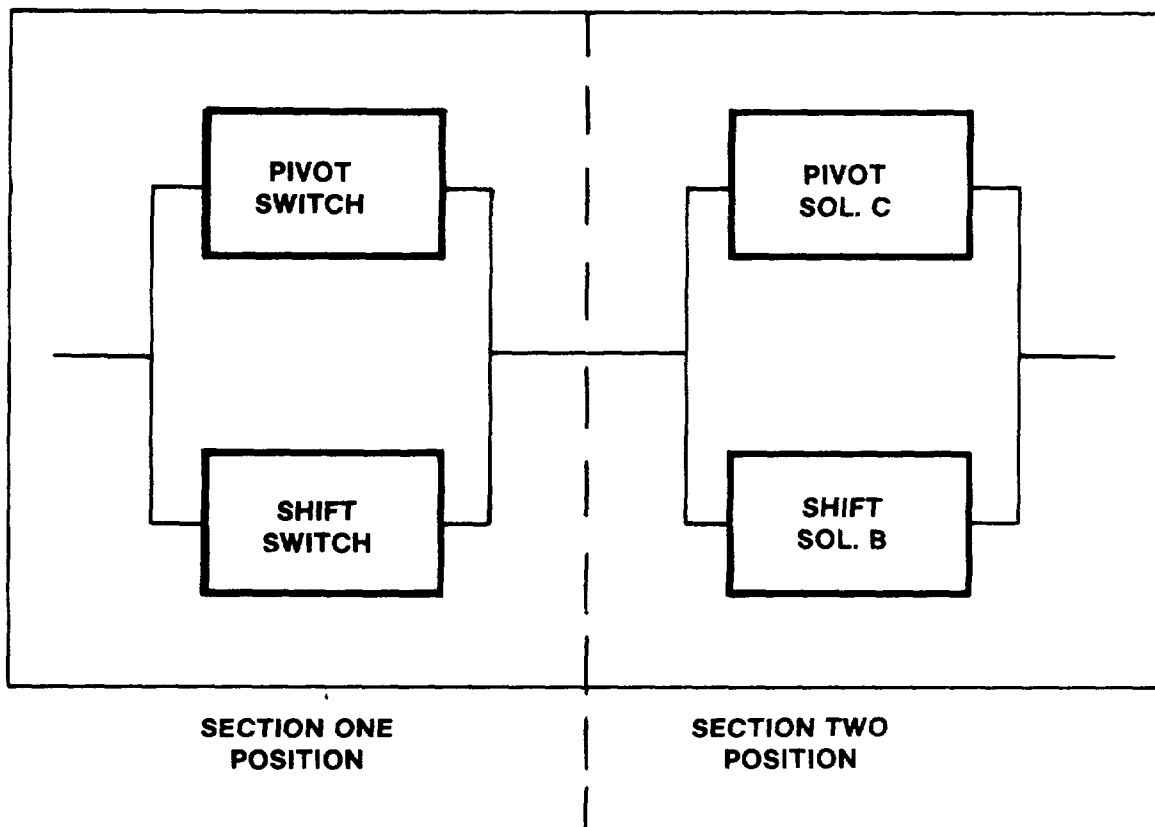 PIVOT
SWITCH
PIVOT
SOL. C
SHIFT
SWITCH
SHIFT
SOL. B
SECTION ONE
POSITION
SECTION TWO
POSITION